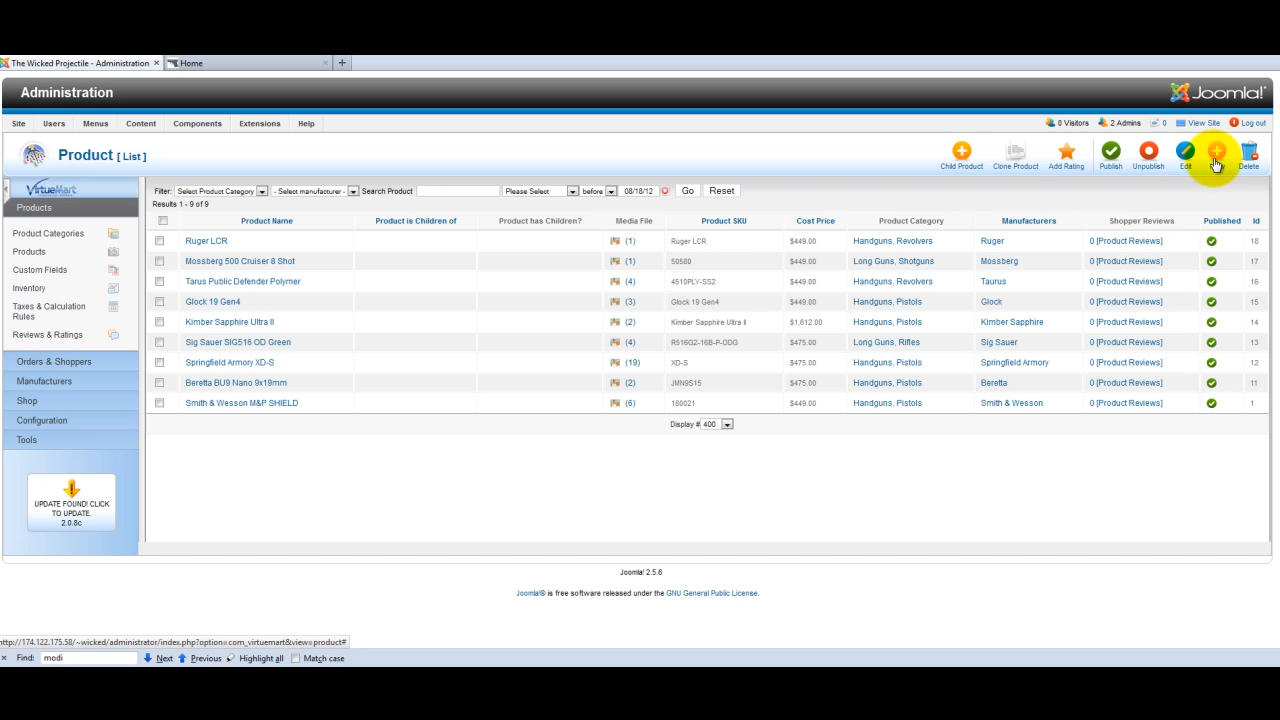 The Wicked Projectile - Administration × Home × +
Administration Joomla!®
Site Users Menus Content Components Extensions Help 0 Visitors 2 Admins 0 View Site Log out
Product [ List ]
Child Product Clone Product Add Rating Publish Unpublish Edit Delete
VirtueMart
Filter: Select Product Category - Select manufacturer - Search Product Please Select before 08/18/12 Go Reset
Products
Results 1 - 9 of 9
Product Categories
Products
Custom Fields
Inventory
Taxes & Calculation
Rules
Reviews & Ratings
Orders & Shoppers
Manufacturers
Shop
Configuration
Tools
UPDATE FOUND! CLICK
TO UPDATE.
2.0.8c
Product Name Product is Children of Product has Children? Media File Product SKU Cost Price Product Category Manufacturers Shopper Reviews Published Id
Ruger LCR (1) Ruger LCR $449.00 Handguns, Revolvers Ruger 0 [Product Reviews] 18
Mossberg 500 Cruiser 8 Shot (1) 50580 $449.00 Long Guns, Shotguns Mossberg 0 [Product Reviews] 17
Tarus Public Defender Polymer (4) 4510PLY-SS2 $449.00 Handguns, Revolvers Taurus 0 [Product Reviews] 16
Glock 19 Gen4 (3) Glock 19 Gen4 $449.00 Handguns, Pistols Glock 0 [Product Reviews] 15
Kimber Sapphire Ultra II (2) Kimber Sapphire Ultra II $1,612.00 Handguns, Pistols Kimber Sapphire 0 [Product Reviews] 14
Sig Sauer SIG516 OD Green (4) R516G2-16B-P-ODG $475.00 Long Guns, Rifles Sig Sauer 0 [Product Reviews] 13
Springfield Armory XD-S (19) XD-S $475.00 Handguns, Pistols Springfield Armory 0 [Product Reviews] 12
Beretta BU9 Nano 9x19mm (2) JMN9S15 $475.00 Handguns, Pistols Beretta 0 [Product Reviews] 11
Smith & Wesson M&P SHIELD (6) 180021 $449.00 Handguns, Pistols Smith & Wesson 0 [Product Reviews] 1
Display # 400
Joomla! 2.5.6
Joomla!® is free software released under the GNU General Public License.
http://174.122.175.58/~wicked/administrator/index.php?option=com_virtuemart&view=product#
× Find: modi Next Previous Highlight all Match case